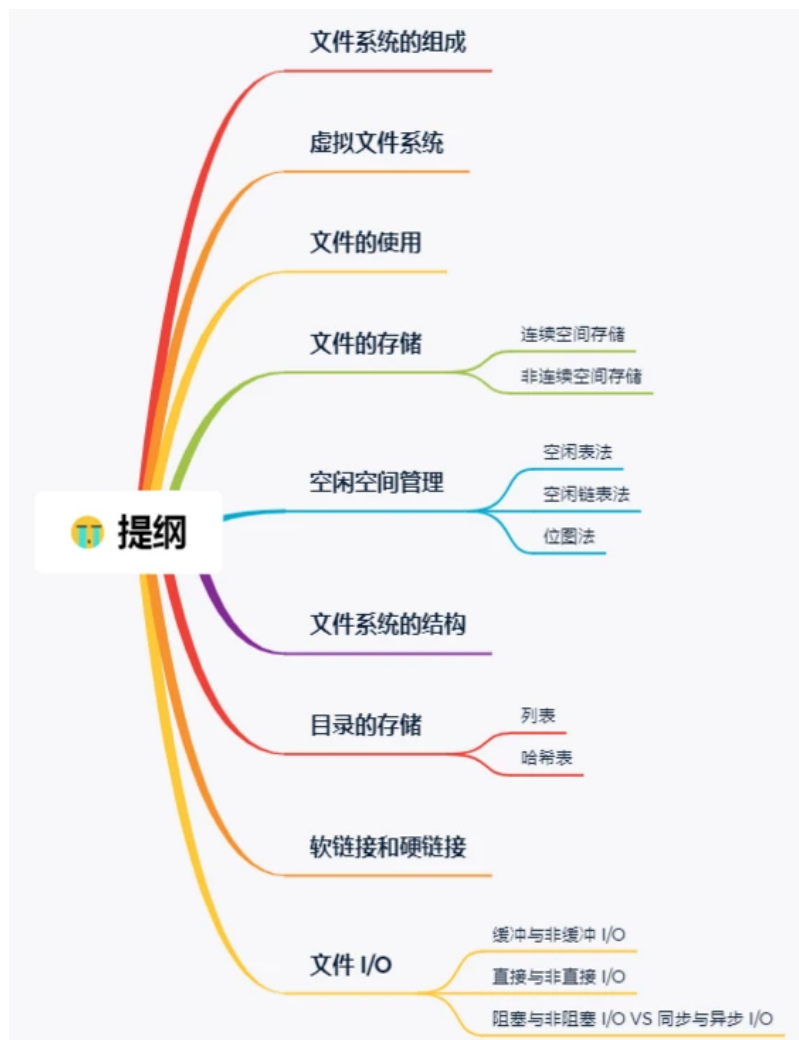 文件系统的组成
虚拟文件系统
文件的使用
文件的存储
连续空间存储
非连续空间存储
空闲空间管理
空闲表法
空闲链表法
位图法
提纲
文件系统的结构
目录的存储
列表
哈希表
软链接和硬链接
文件 I/O
缓冲与非缓冲 I/O
直接与非直接 I/O
阻塞与非阻塞 I/O VS 同步与异步 I/O